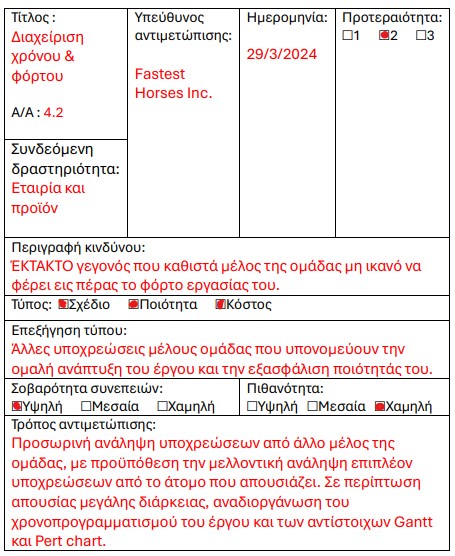 Τίτλος :
Διαχείριση
χρόνου &
φόρτου
Α/Α : 4.2
Υπεύθυνος
αντιμετώπισης:
Fastest
Horses Inc.
Ημερομηνία:
29/3/2024
Προτεραιότητα:
☐1 ☒2 ☐3
Συνδεόμενη
δραστηριότητα:
Εταιρία και
προϊόν
Περιγραφή κινδύνου:
ΈΚΤΑΚΤΟ γεγονός που καθιστά μέλος της ομάδας μη ικανό να
φέρει εις πέρας το φόρτο εργασίας του.
Τύπος: ☒Σχέδιο ☒Ποιότητα ☒Κόστος
Επεξήγηση τύπου:
Άλλες υποχρεώσεις μέλους ομάδας που υπονομεύουν την
ομαλή ανάπτυξη του έργου και την εξασφάλιση ποιότητάς του.
Σοβαρότητα συνεπειών:
☒Υψηλή ☐Μεσαία ☐Χαμηλή
Πιθανότητα:
☐Υψηλή ☐Μεσαία ☒Χαμηλή
Τρόπος αντιμετώπισης:
Προσωρινή ανάληψη υποχρεώσεων από άλλο μέλος της
ομάδας, με προϋπόθεση την μελλοντική ανάληψη επιπλέον
υποχρεώσεων από το άτομο που απουσιάζει. Σε περίπτωση
απουσίας μεγάλης διάρκειας, αναδιοργάνωση του
χρονοπρογραμματισμού του έργου και των αντίστοιχων Gantt
και Pert chart.